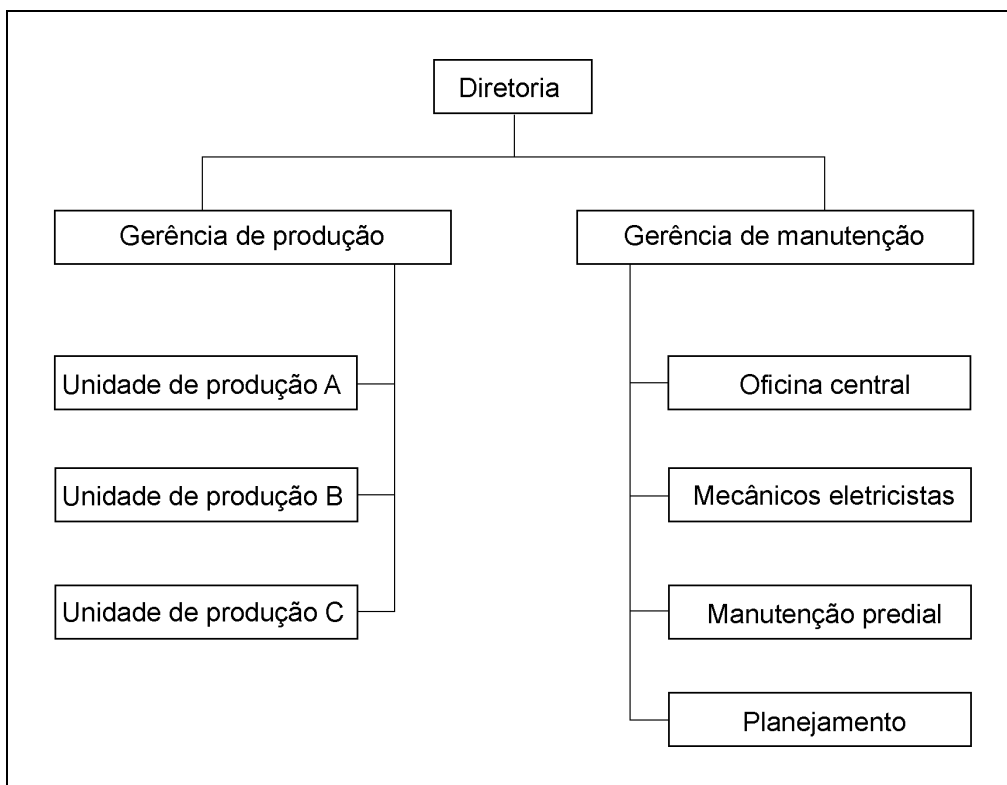 Diretoria
Gerência de produção
Gerência de manutenção
Unidade de produção A
Unidade de produção B
Unidade de produção C
Oficina central
Mecânicos eletricistas
Manutenção predial
Planejamento